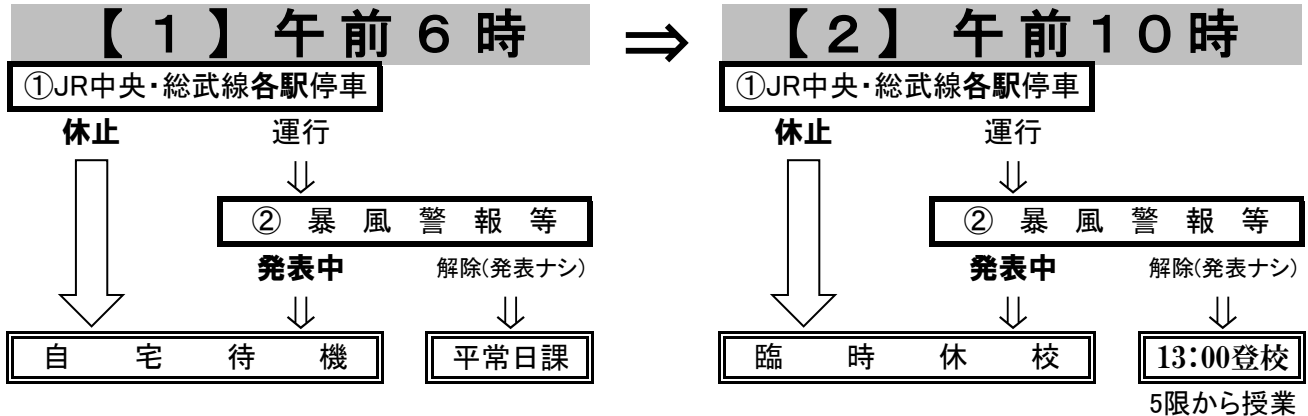 【１】午前６時 ⇒ 【２】午前１０時
①JR中央・総武線各駅停車
休止 運行
⇓
② 暴風警報等
発表中 解除(発表ナシ)
⇓ ⇓
自宅待機 平常日課
①JR中央・総武線各駅停車
休止 運行
⇓
② 暴風警報等
発表中 解除(発表ナシ)
⇓ ⇓
臨時休校 13:00登校
5限から授業